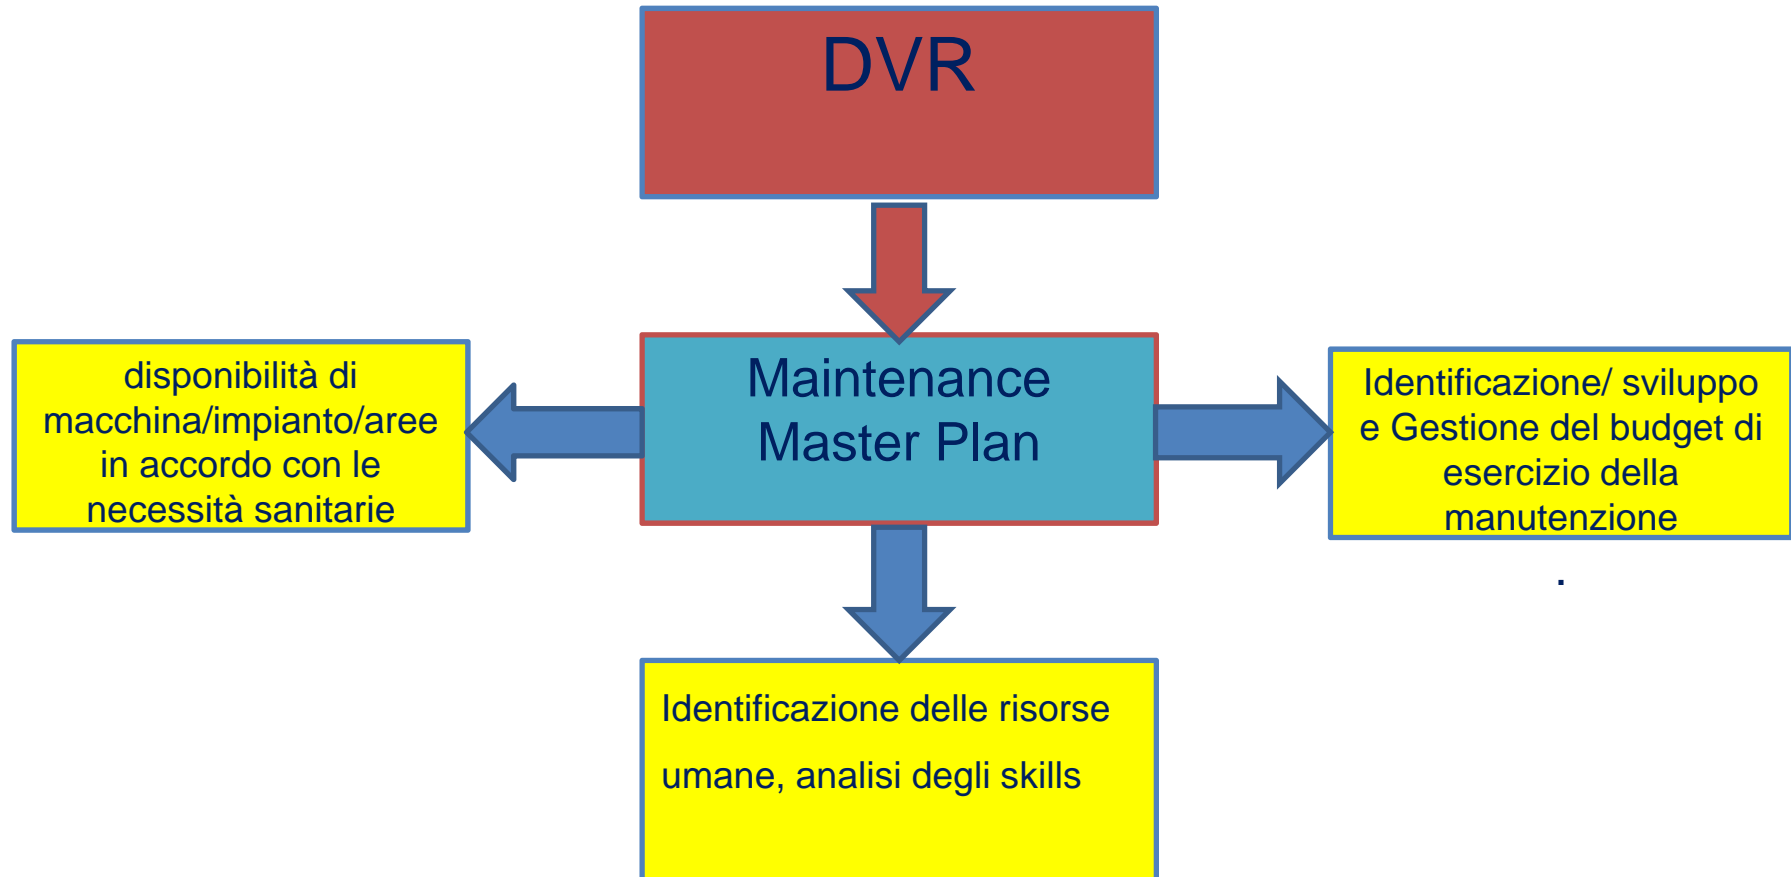 DVR
Maintenance
Master Plan
disponibilità di
macchina/impianto/aree
in accordo con le
necessità sanitarie
Identificazione/ sviluppo
e Gestione del budget di
esercizio della
manutenzione
.
Identificazione delle risorse
umane, analisi degli skills